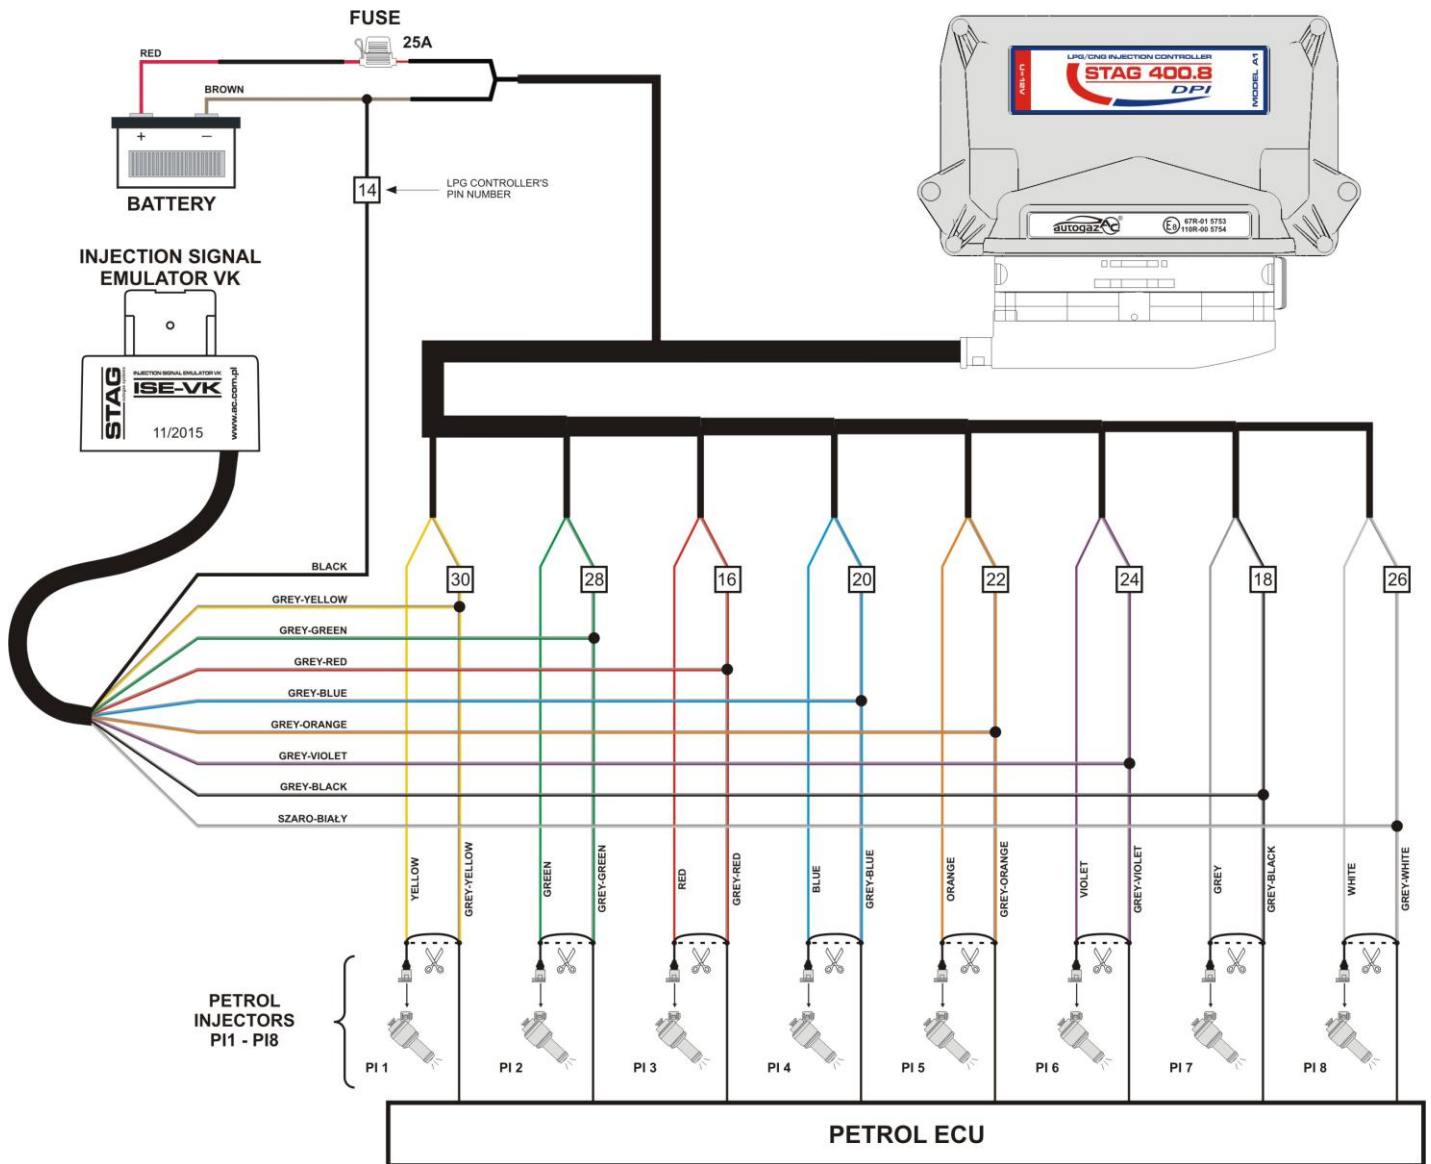 FUSE
25A
RED
BROWN
+ −
BATTERY
14
LPG CONTROLLER'S
PIN NUMBER
LPG/CNG INJECTION CONTROLLER
STAG 400.8
DPI
U=12V
MODEL A1
autogaz AC ®
E8
67R-01 5753
110R-00 5754
INJECTION SIGNAL
EMULATOR VK
STAG
INJECTION SIGNAL EMULATOR VK
ISE-VK
11/2015
www.ac.com.pl
BLACK
GREY-YELLOW
GREY-GREEN
GREY-RED
GREY-BLUE
GREY-ORANGE
GREY-VIOLET
GREY-BLACK
SZARO-BIAŁY
30
28
16
20
22
24
18
26
YELLOW
GREY-YELLOW
GREEN
GREY-GREEN
RED
GREY-RED
BLUE
GREY-BLUE
ORANGE
GREY-ORANGE
VIOLET
GREY-VIOLET
GREY
GREY-BLACK
WHITE
GREY-WHITE
PETROL
INJECTORS
PI1 - PI8
PI 1
PI 2
PI 3
PI 4
PI 5
PI 6
PI 7
PI 8
PETROL ECU